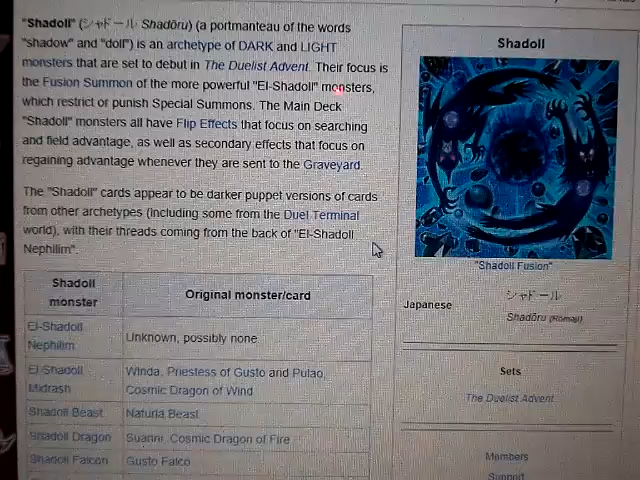 "Shadoll" (シャドール Shadōru) (a portmanteau of the words
"shadow" and "doll") is an archetype of DARK and LIGHT
monsters that are set to debut in The Duelist Advent. Their focus is
the Fusion Summon of the more powerful "El-Shadoll" monsters,
which restrict or punish Special Summons. The Main Deck
"Shadoll" monsters all have Flip Effects that focus on searching
and field advantage, as well as secondary effects that focus on
regaining advantage whenever they are sent to the Graveyard.
The "Shadoll" cards appear to be darker puppet versions of cards
from other archetypes (including some from the Duel Terminal
world), with their threads coming from the back of "El-Shadoll
Nephilim".
Shadoll
monster
Original monster/card
El-Shadoll
Nephilim
Unknown, possibly none
El-Shadoll
Midrash
Winda, Priestess of Gusto and Pulao,
Cosmic Dragon of Wind
Shadoll Beast
Naturia Beast
Shadoll Dragon
Suanni, Cosmic Dragon of Fire
Shadoll Falcon
Gusto Falco
Shadoll
"Shadoll Fusion"
Japanese
シャドール
Shadōru (Rōmaji)
Sets
The Duelist Advent
Members
Support